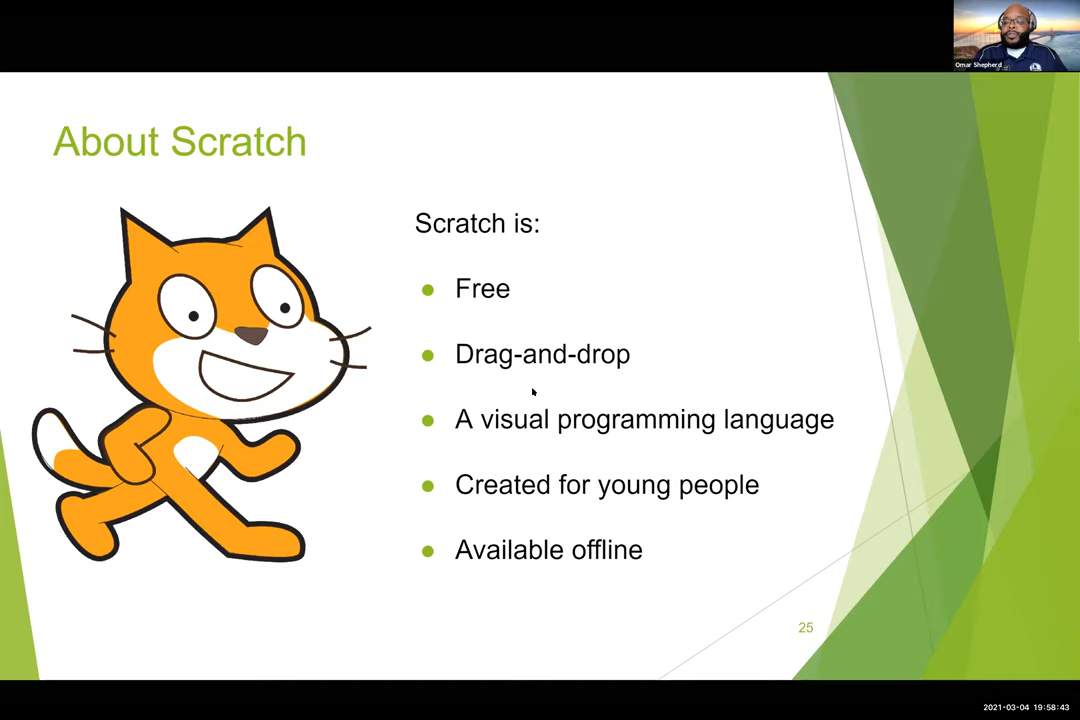 Omar Shepherd
About Scratch
Scratch is:
● Free
● Drag-and-drop
● A visual programming language
● Created for young people
● Available offline
25
2021-03-04 19:58:43